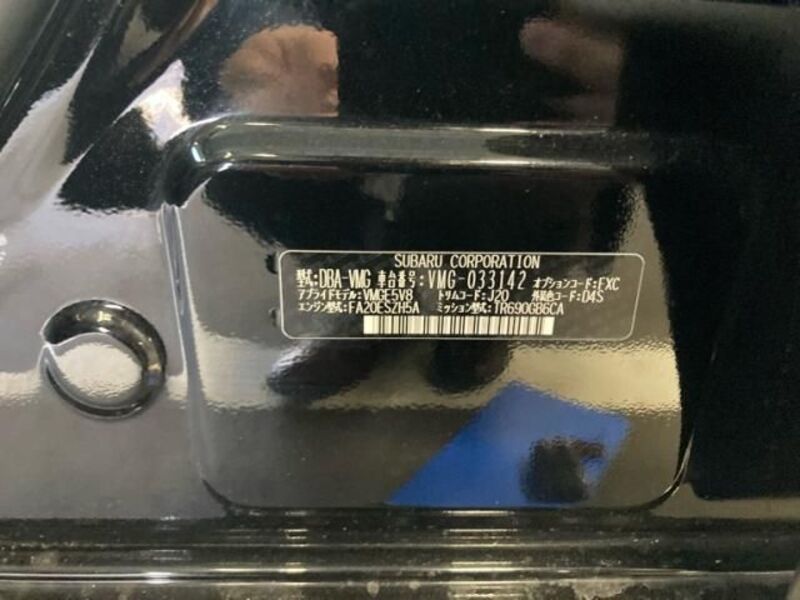 SUBARU CORPORATION
型式:DBA-VMG 車台番号:VMG-033142 オプションコード:EXC
アプライドモデル:VMGE5V8 トリムコード:J20 外装色コード:D4S
エンジン型式:FA20ESZH5A ミッション型式:TR690GB6CA